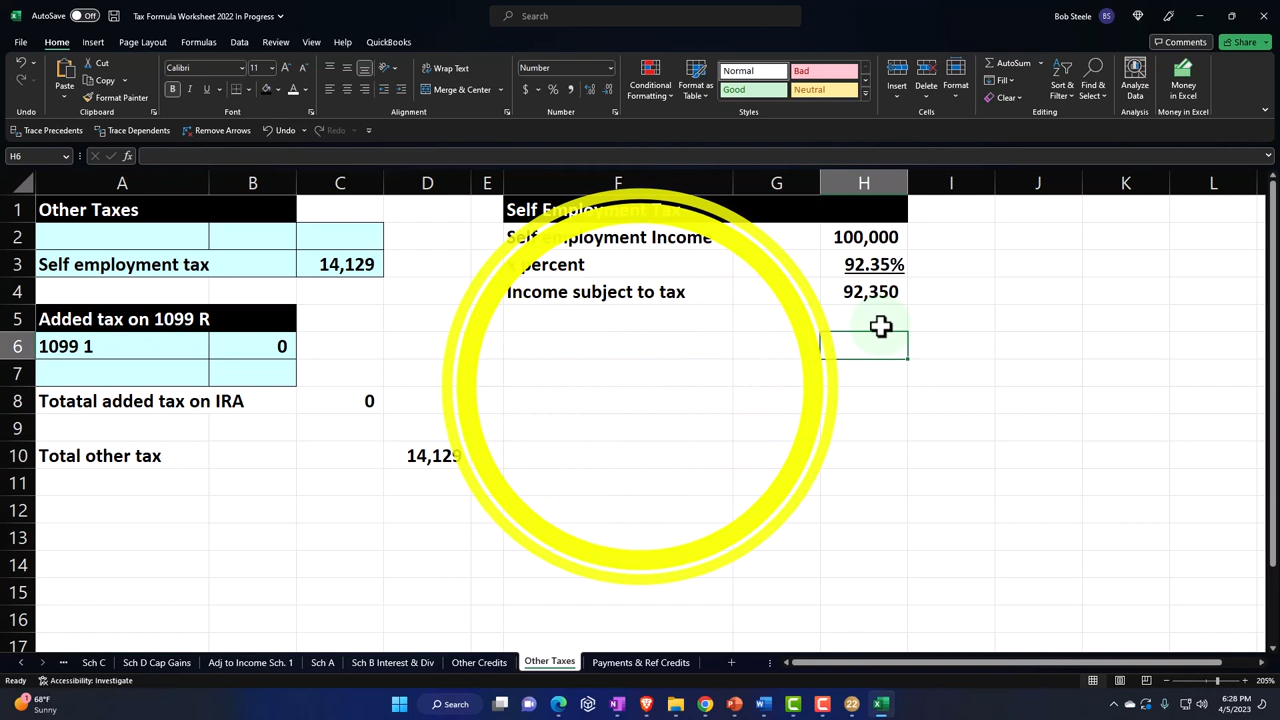 AutoSave Off Tax Formula Worksheet 2022 In Progress Search Bob Steele BS
File Home Insert Page Layout Formulas Data Review View Help QuickBooks Comments Share
Cut Calibri 11 Wrap Text Number AutoSum Normal Bad
Copy Fill
Format Painter Merge & Center Good Neutral Clear
Paste Conditional Formatting Format as Table Insert Delete Format Sort & Filter Find & Select Analyze Data Money in Excel
Undo Clipboard Font Alignment Number Styles Cells Editing Analysis Money in Excel
Trace Precedents Trace Dependents Remove Arrows Undo Redo
H6 fx
A B C D E F G H I J K L
1 Other Taxes Self Employment Tax
2 Self employment Income 100,000
3 Self employment tax 14,129 x percent 92.35%
4 Income subject to tax 92,350
5 Added tax on 1099 R
6 1099 1 0
7
8 Totatal added tax on IRA 0
9
10 Total other tax 14,129
11
12
13
14
15
16
17
Sch C Sch D Cap Gains Adj to Income Sch. 1 Sch A Sch B Interest & Div Other Credits Other Taxes Payments & Ref Credits
Ready Accessibility: Investigate 205%
68°F
Sunny
Search
6:28 PM
4/5/2023